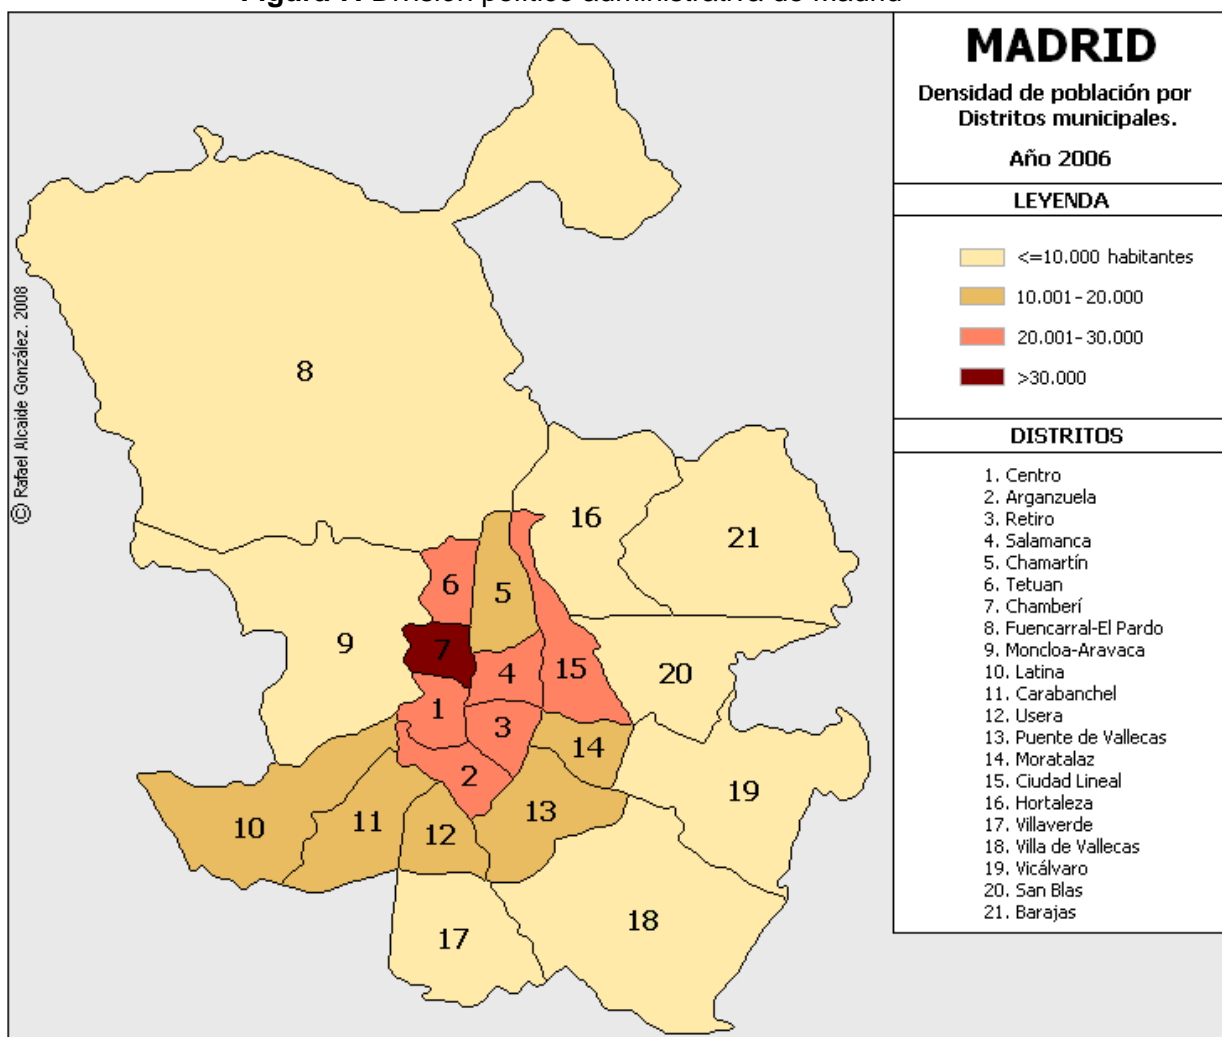 Figura 7. División político administrativa de Madrid
MADRID
Densidad de población por
Distritos municipales.
Año 2006
LEYENDA
<=10.000 habitantes
10.001-20.000
20.001-30.000
>30.000
DISTRITOS
1. Centro
2. Arganzuela
3. Retiro
4. Salamanca
5. Chamartín
6. Tetuan
7. Chamberí
8. Fuencarral-El Pardo
9. Moncloa-Aravaca
10. Latina
11. Carabanchel
12. Usera
13. Puente de Vallecas
14. Moratalaz
15. Ciudad Lineal
16. Hortaleza
17. Villaverde
18. Villa de Vallecas
19. Vicálvaro
20. San Blas
21. Barajas
© Rafael Alcaide González. 2008
8
16
21
6
5
9
7
4
15
20
1
3
14
2
19
10
11
12
13
18
17